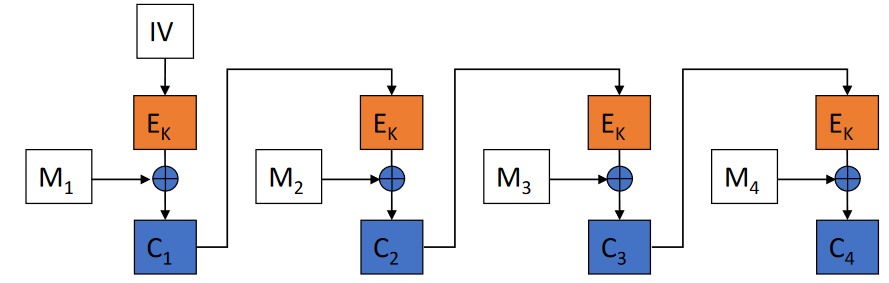 IV
E_K E_K E_K E_K
M_1 M_2 M_3 M_4
C_1 C_2 C_3 C_4